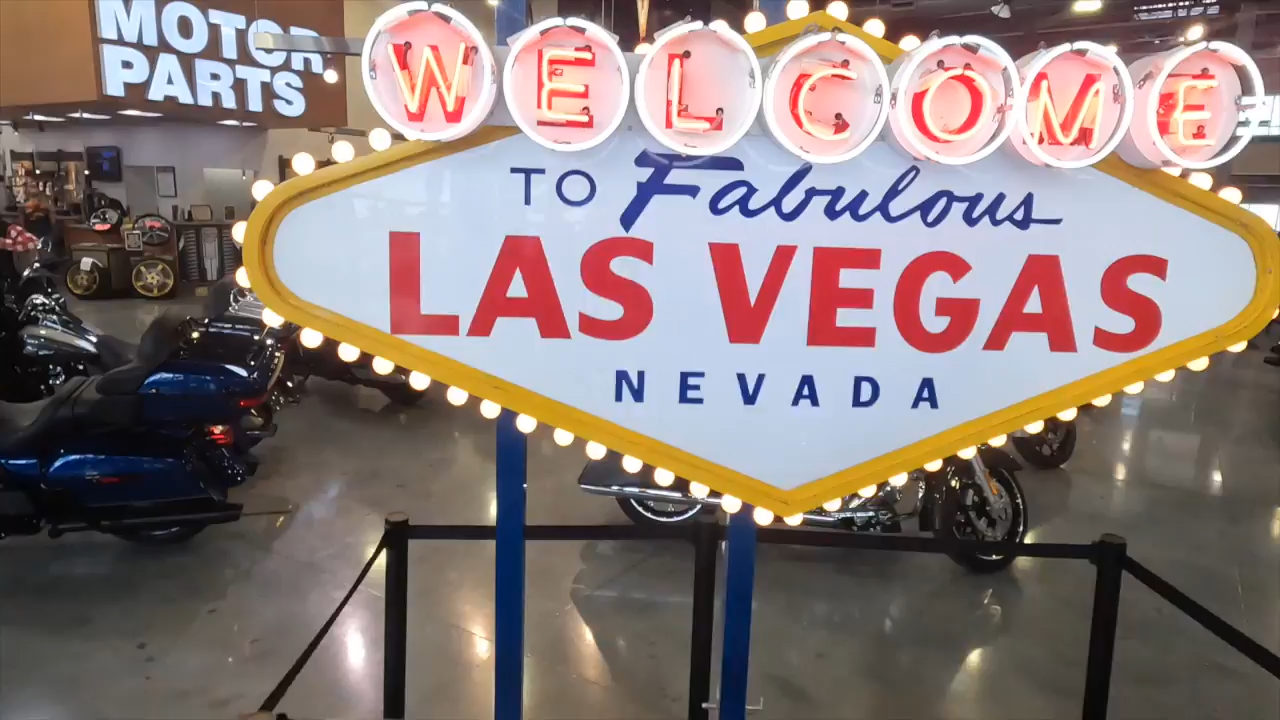 MOTOR
PARTS
WELCOME
TO Fabulous
LAS VEGAS
NEVADA